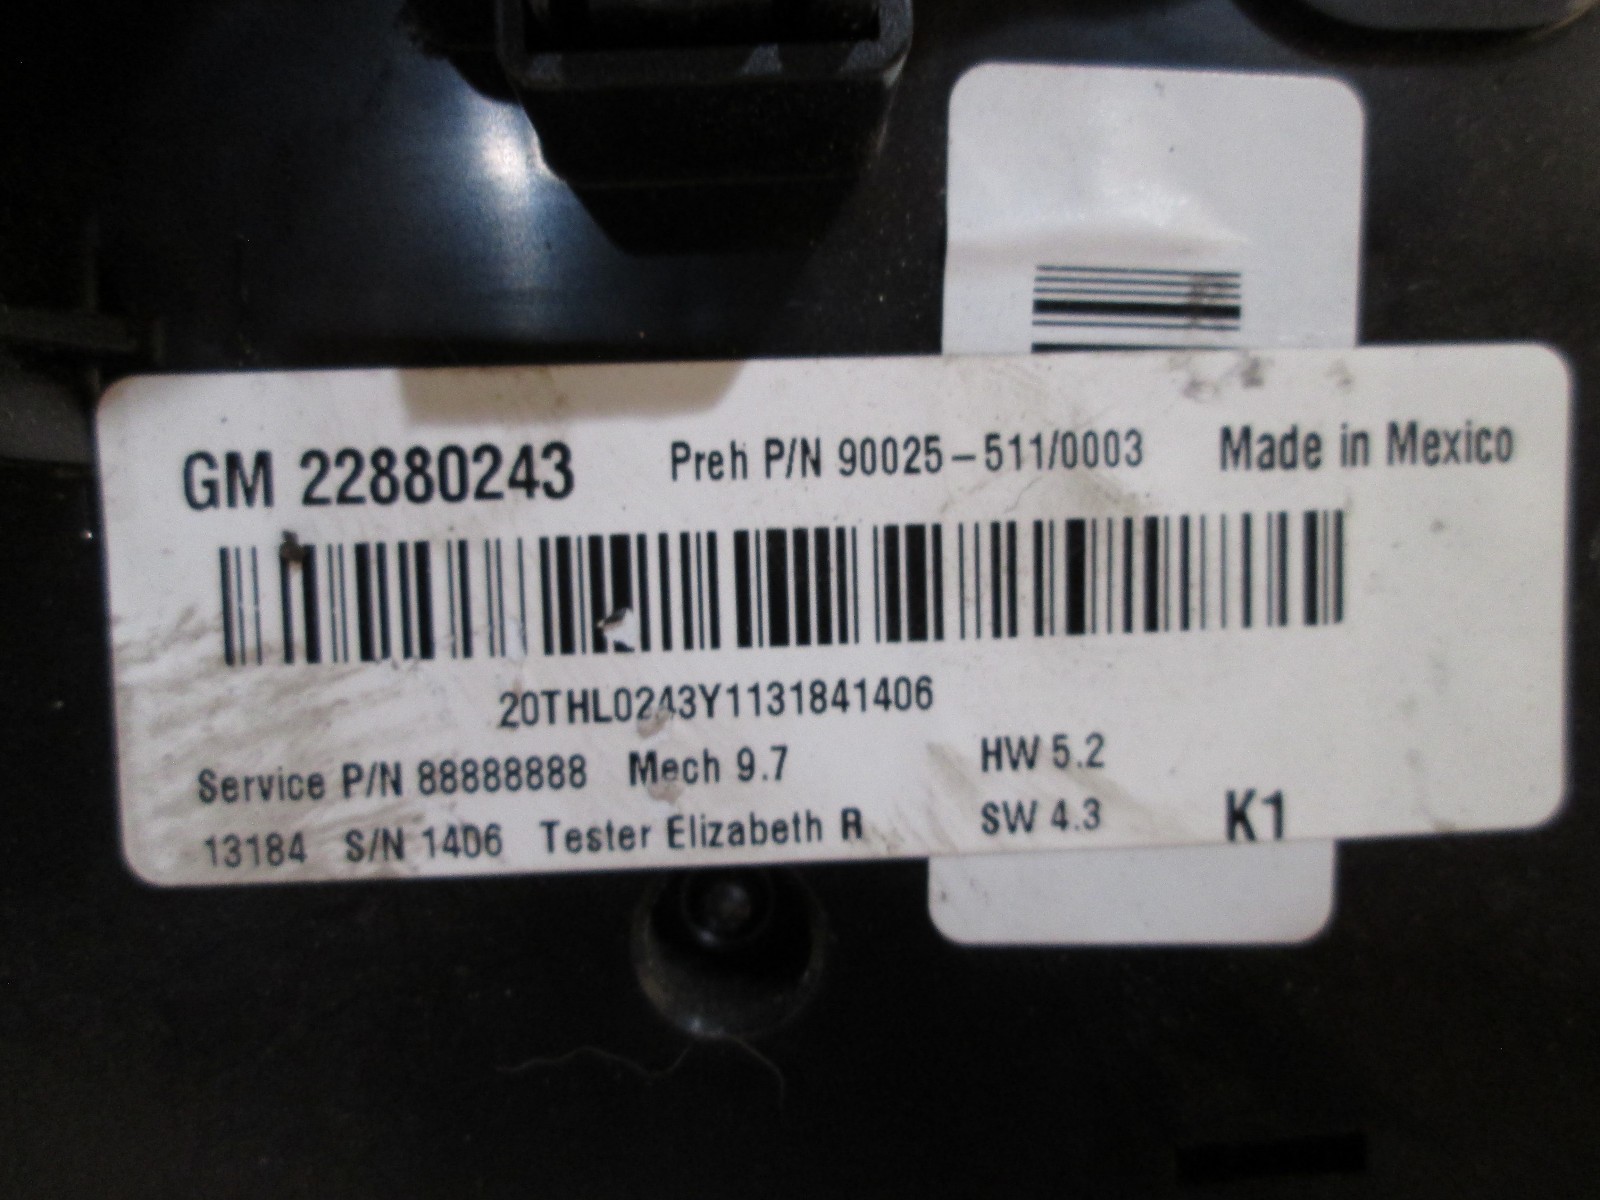 GM 22880243 Preh P/N 90025-511/0003 Made in Mexico
20THL0243Y1131841406
Service P/N 88888888 Mech 9.7 HW 5.2
13184 S/N 1406 Tester Elizabeth R SW 4.3 K1